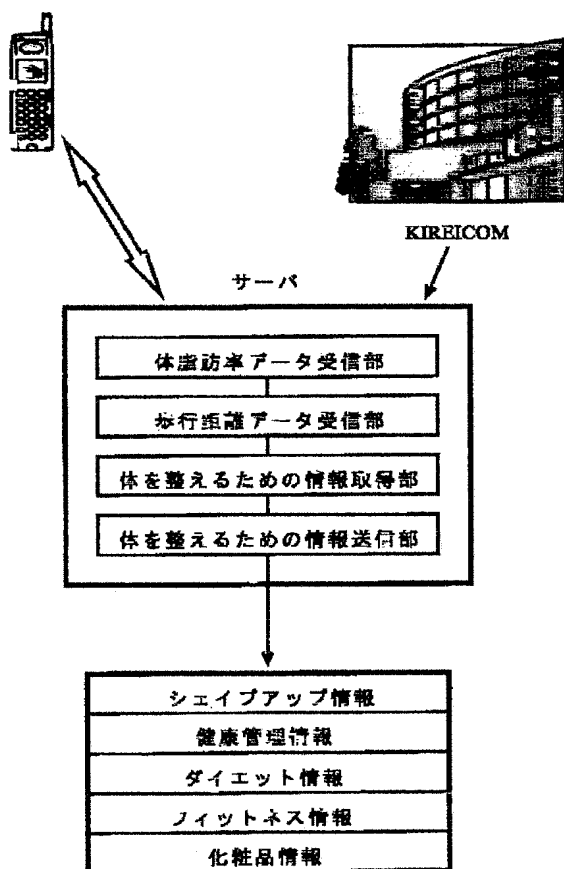 KIREICOM
サーバ
体脂肪率データ受信部
歩行距離データ受信部
体を整えるための情報取得部
体を整えるための情報送信部
シェイプアップ情報
健康管理情報
ダイエット情報
フィットネス情報
化粧品情報